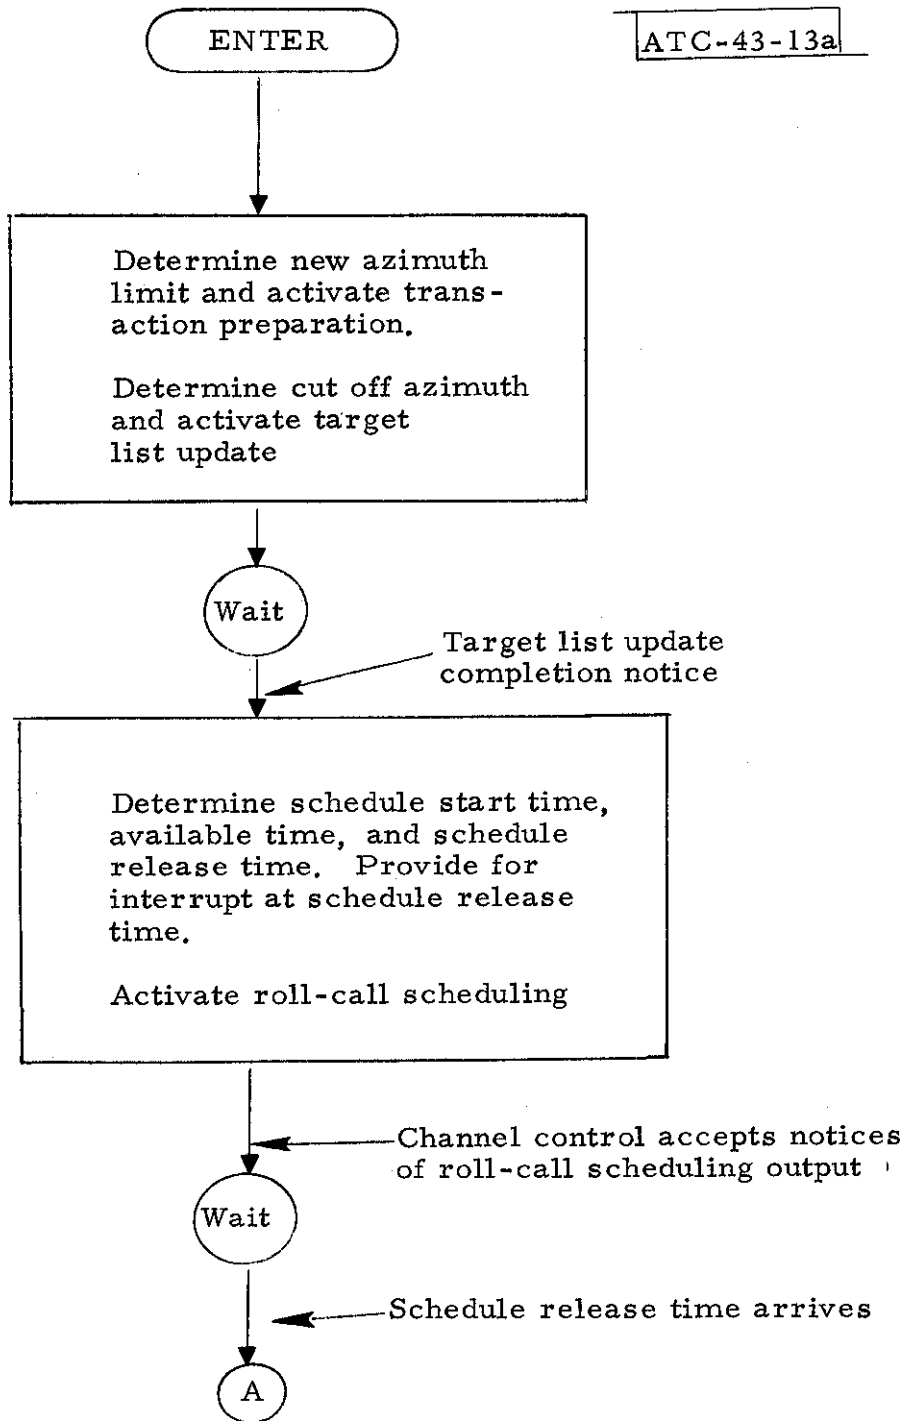 ENTER
ATC-43-13a
Determine new azimuth
limit and activate trans-
action preparation.
Determine cut off azimuth
and activate target
list update
Wait
Target list update
completion notice
Determine schedule start time,
available time, and schedule
release time. Provide for
interrupt at schedule release
time.
Activate roll-call scheduling
Channel control accepts notices
of roll-call scheduling output
Wait
Schedule release time arrives
A